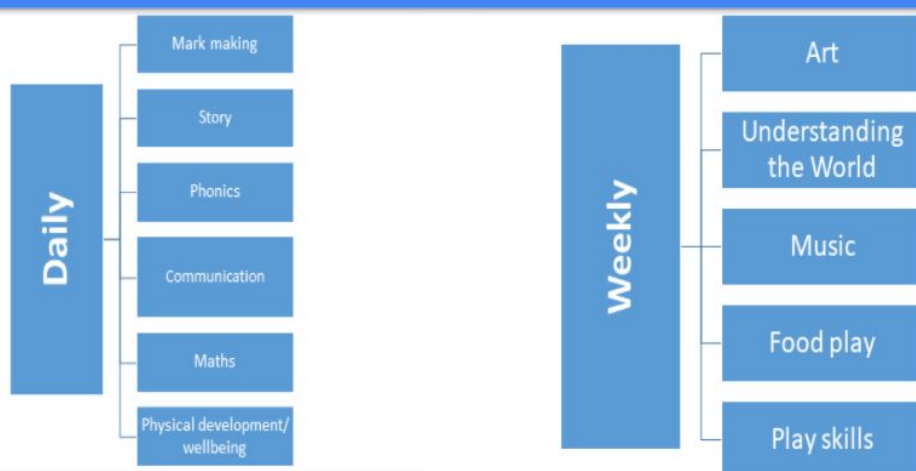 Daily
Mark making
Story
Phonics
Communication
Maths
Physical development/
wellbeing
Weekly
Art
Understanding
the World
Music
Food play
Play skills